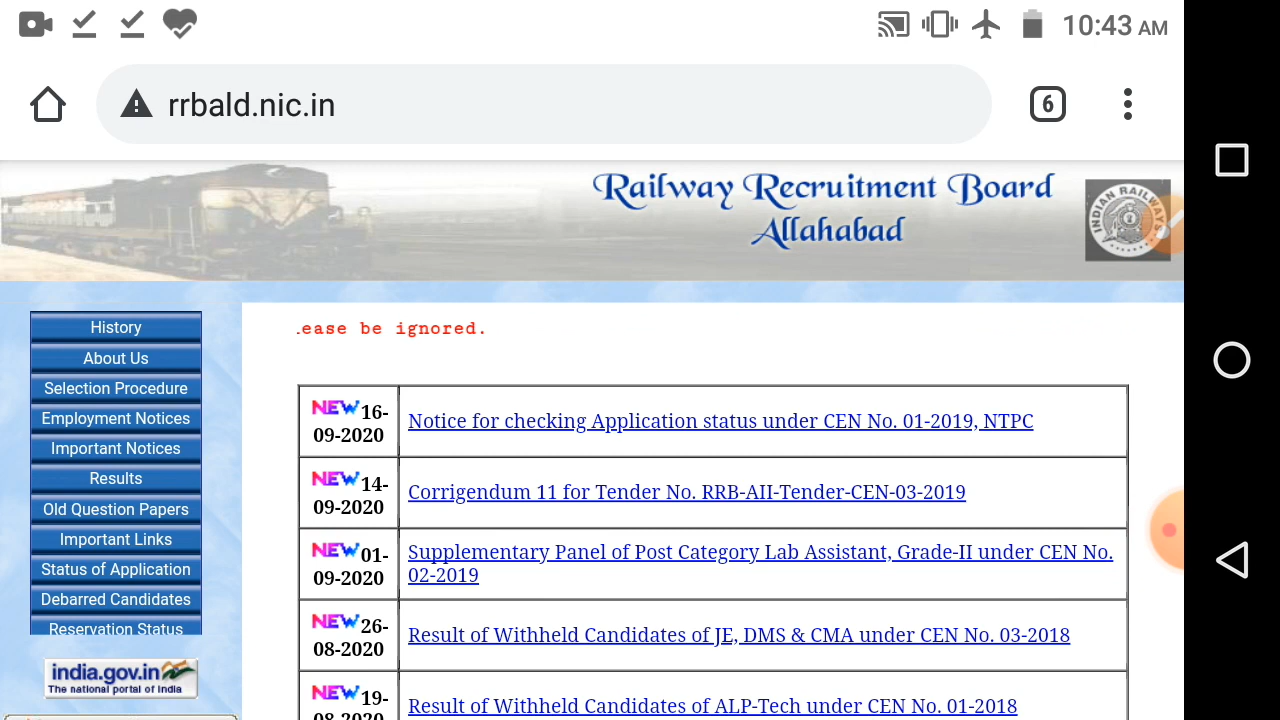 10:43 AM
rrbald.nic.in
6
Railway Recruitment Board
Allahabad
INDIAN RAILWAYS
ease be ignored.
History
About Us
Selection Procedure
Employment Notices
Important Notices
Results
Old Question Papers
Important Links
Status of Application
Debarred Candidates
Reservation Status
india.gov.in
The national portal of India
NEW 16-
09-2020
Notice for checking Application status under CEN No. 01-2019, NTPC
NEW 14-
09-2020
Corrigendum 11 for Tender No. RRB-AII-Tender-CEN-03-2019
NEW 01-
09-2020
Supplementary Panel of Post Category Lab Assistant, Grade-II under CEN No.
02-2019
NEW 26-
08-2020
Result of Withheld Candidates of JE, DMS & CMA under CEN No. 03-2018
NEW 19-
08-2020
Result of Withheld Candidates of ALP-Tech under CEN No. 01-2018